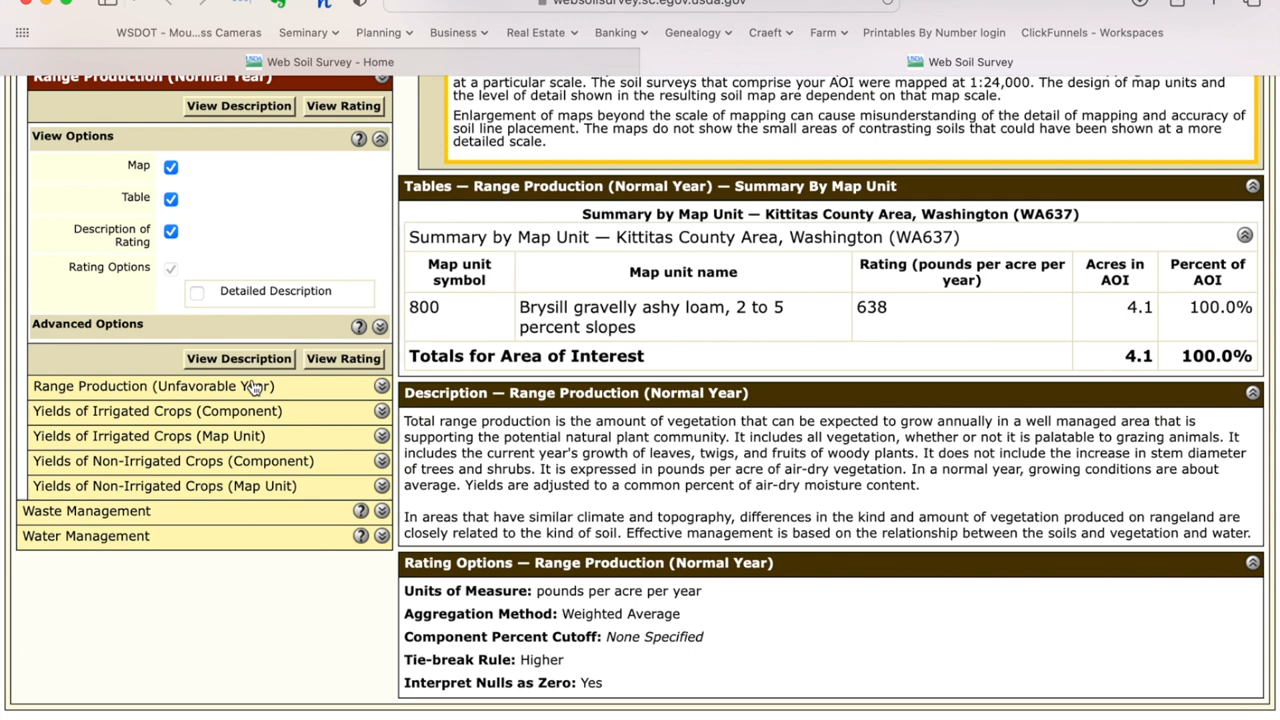 websoilsurvey.sc.egov.usda.gov
WSDOT - Mou...ss Cameras Seminary Planning Business Real Estate Banking Genealogy Craeft Farm Printables By Number login ClickFunnels - Workspaces
USDA Web Soil Survey - Home
USDA Web Soil Survey
Range Production (Normal Year)
View Description View Rating
View Options
Map
Table
Description of
Rating
Rating Options
Detailed Description
Advanced Options
View Description View Rating
Range Production (Unfavorable Year)
Yields of Irrigated Crops (Component)
Yields of Irrigated Crops (Map Unit)
Yields of Non-Irrigated Crops (Component)
Yields of Non-Irrigated Crops (Map Unit)
Waste Management
Water Management
at a particular scale. The soil surveys that comprise your AOI were mapped at 1:24,000. The design of map units and
the level of detail shown in the resulting soil map are dependent on that map scale.
Enlargement of maps beyond the scale of mapping can cause misunderstanding of the detail of mapping and accuracy of
soil line placement. The maps do not show the small areas of contrasting soils that could have been shown at a more
detailed scale.
Tables — Range Production (Normal Year) — Summary By Map Unit
Summary by Map Unit — Kittitas County Area, Washington (WA637)
Summary by Map Unit — Kittitas County Area, Washington (WA637)
Map unit
symbol
Map unit name
Rating (pounds per acre per
year)
Acres in
AOI
Percent of
AOI
800 Brysill gravelly ashy loam, 2 to 5 638 4.1 100.0%
percent slopes
Totals for Area of Interest 4.1 100.0%
Description — Range Production (Normal Year)
Total range production is the amount of vegetation that can be expected to grow annually in a well managed area that is
supporting the potential natural plant community. It includes all vegetation, whether or not it is palatable to grazing animals. It
includes the current year's growth of leaves, twigs, and fruits of woody plants. It does not include the increase in stem diameter
of trees and shrubs. It is expressed in pounds per acre of air-dry vegetation. In a normal year, growing conditions are about
average. Yields are adjusted to a common percent of air-dry moisture content.
In areas that have similar climate and topography, differences in the kind and amount of vegetation produced on rangeland are
closely related to the kind of soil. Effective management is based on the relationship between the soils and vegetation and water.
Rating Options — Range Production (Normal Year)
Units of Measure: pounds per acre per year
Aggregation Method: Weighted Average
Component Percent Cutoff: None Specified
Tie-break Rule: Higher
Interpret Nulls as Zero: Yes